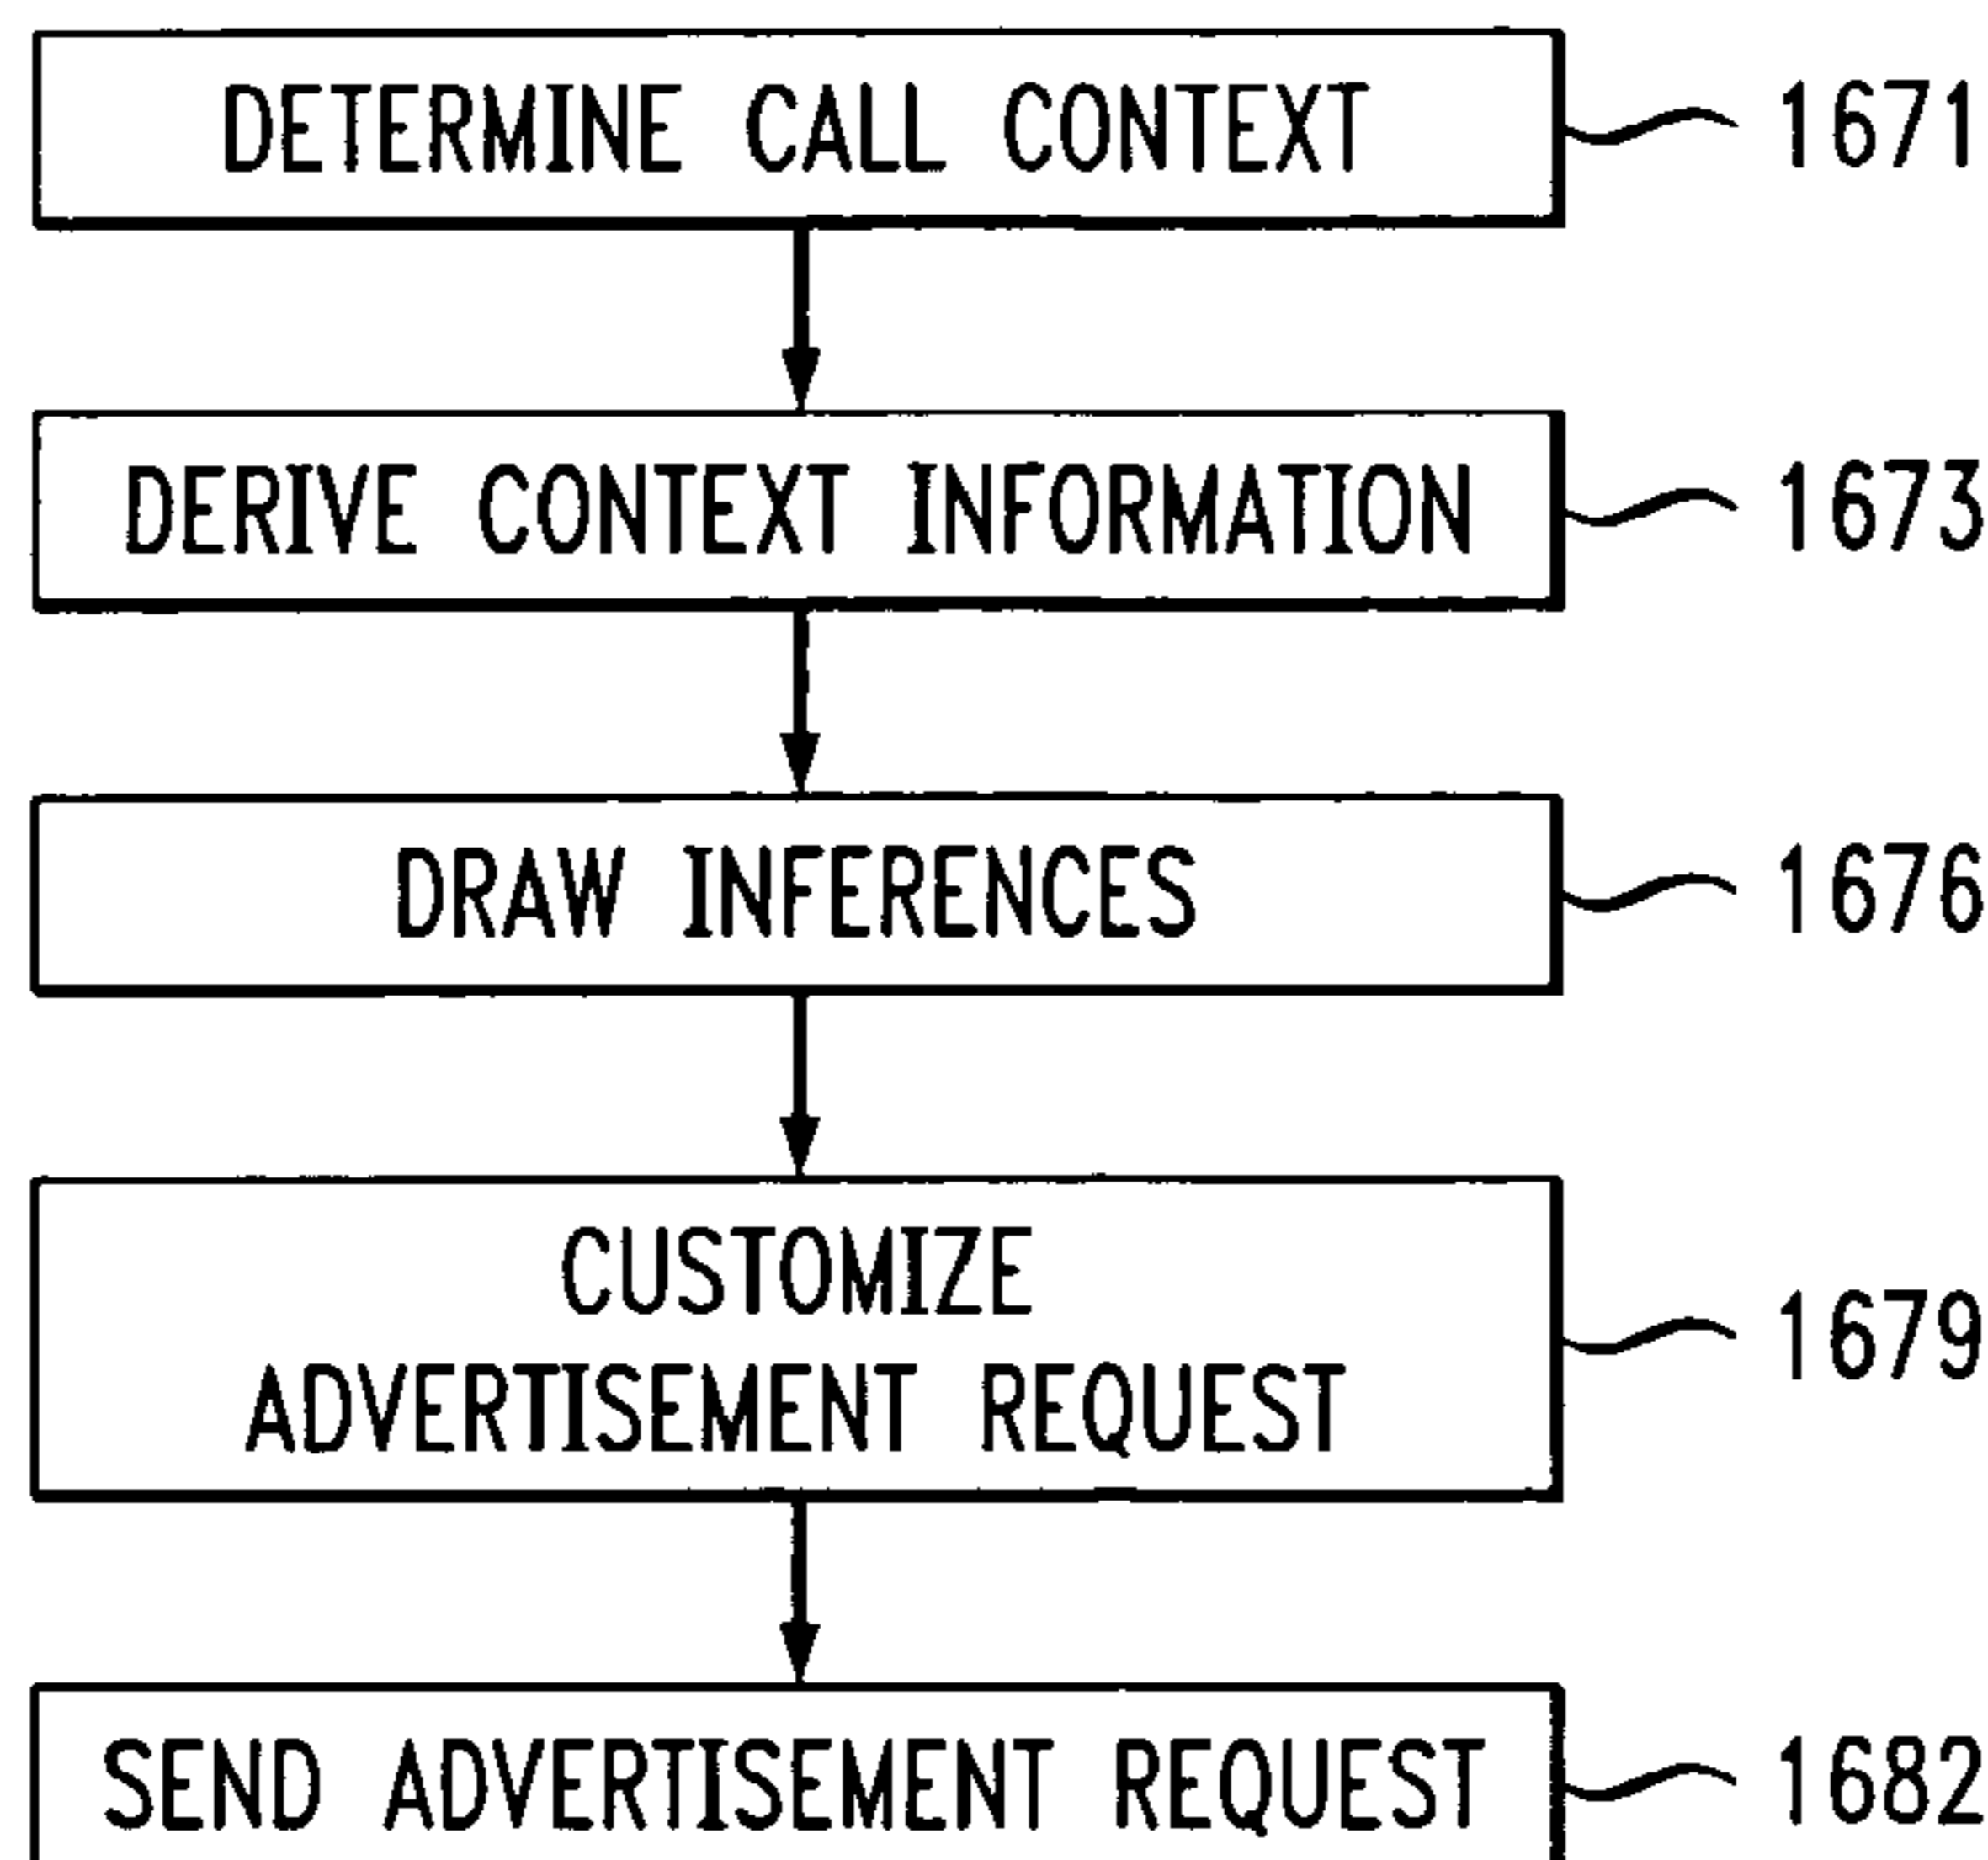 DETERMINE CALL CONTEXT 1671
DERIVE CONTEXT INFORMATION 1673
DRAW INFERENCES 1676
CUSTOMIZE
ADVERTISEMENT REQUEST 1679
SEND ADVERTISEMENT REQUEST 1682